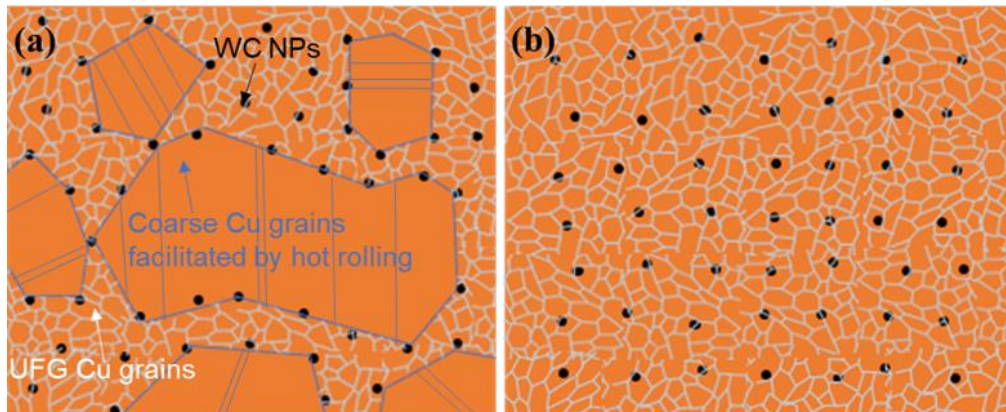 (a)
WC NPs
Coarse Cu grains
facilitated by hot rolling
UFG Cu grains
(b)